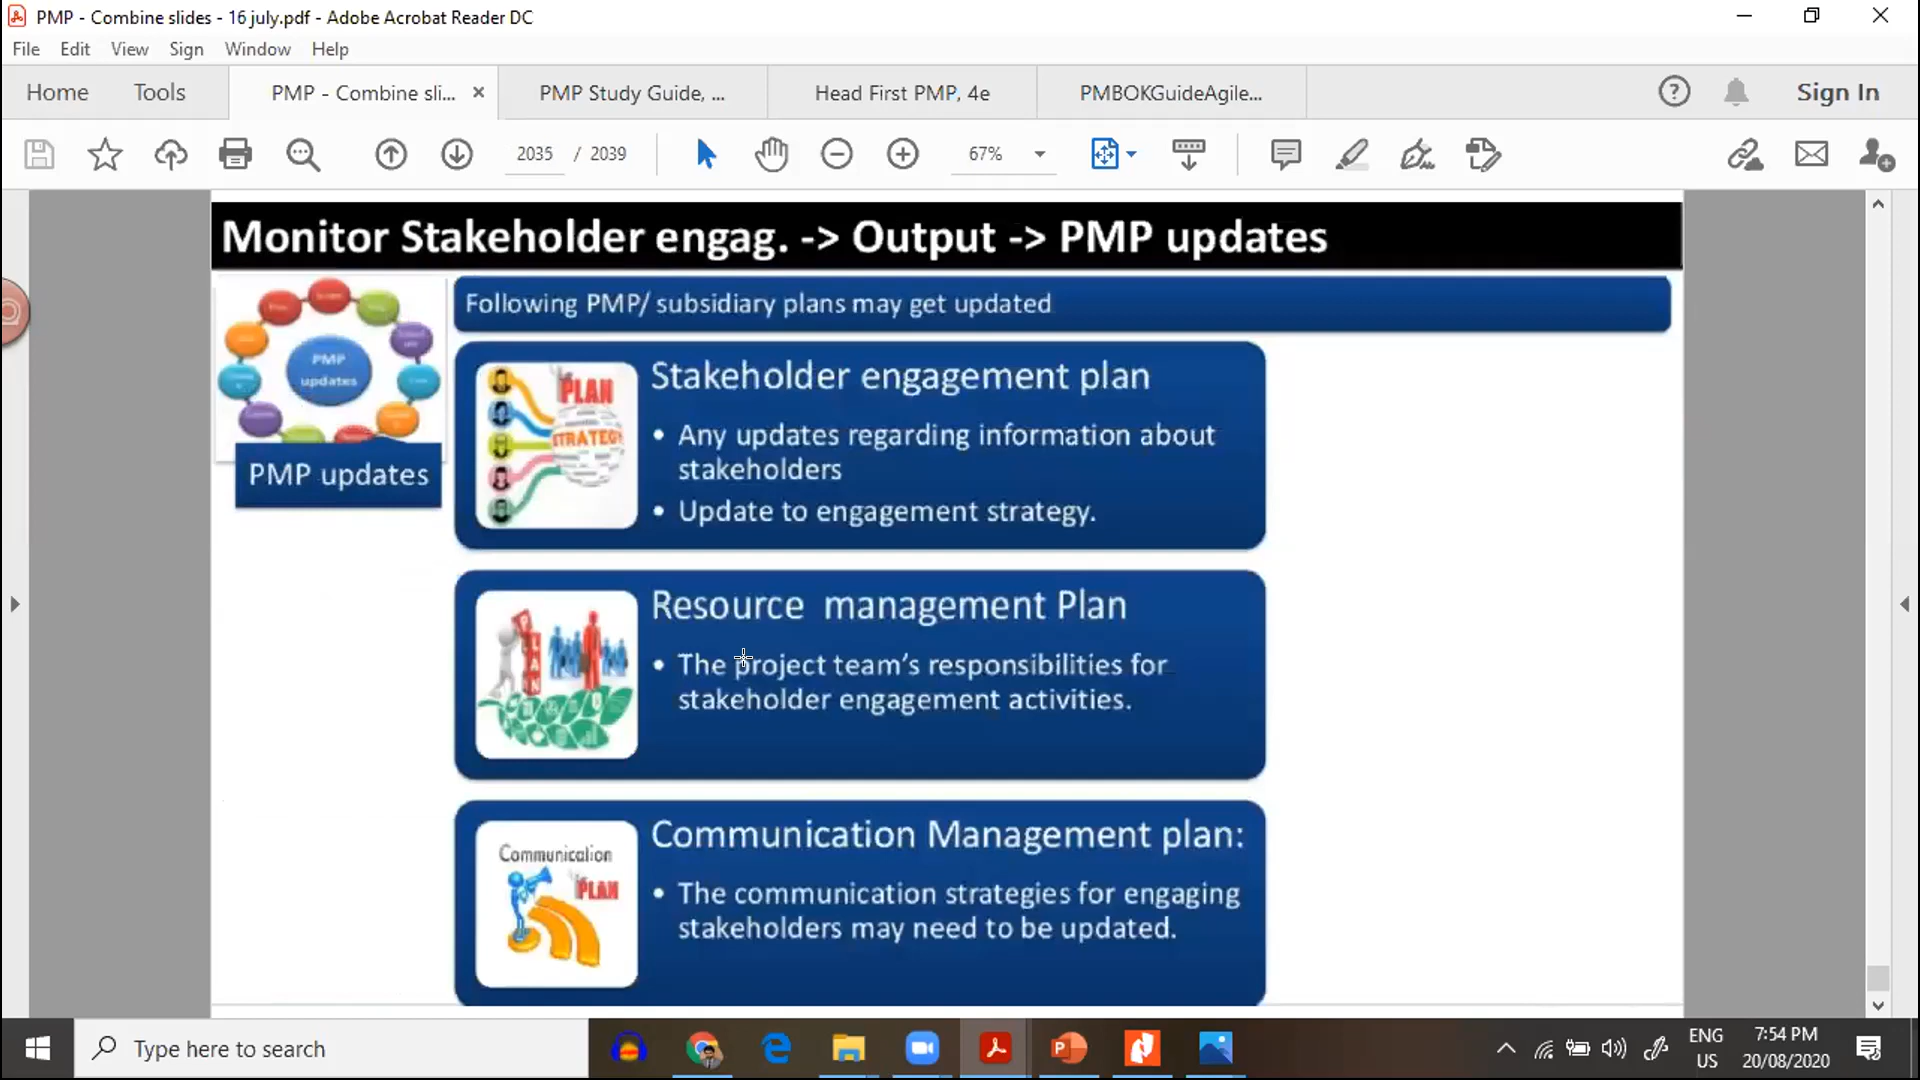 PMP - Combine slides - 16 july.pdf - Adobe Acrobat Reader DC
File Edit View Sign Window Help
Home Tools PMP - Combine sli... PMP Study Guide, ... Head First PMP, 4e PMBOKGuideAgile... Sign In
2035 / 2039 67%
Monitor Stakeholder engag. -> Output -> PMP updates
Following PMP/ subsidiary plans may get updated
PMP
updates
PMP updates
PLAN
STRATEGY
Stakeholder engagement plan
• Any updates regarding information about
stakeholders
• Update to engagement strategy.
PLAN
Resource management Plan
• The project team's responsibilities for
stakeholder engagement activities.
Communication
PLAN
Communication Management plan:
• The communication strategies for engaging
stakeholders may need to be updated.
Type here to search
ENG
US
7:54 PM
20/08/2020